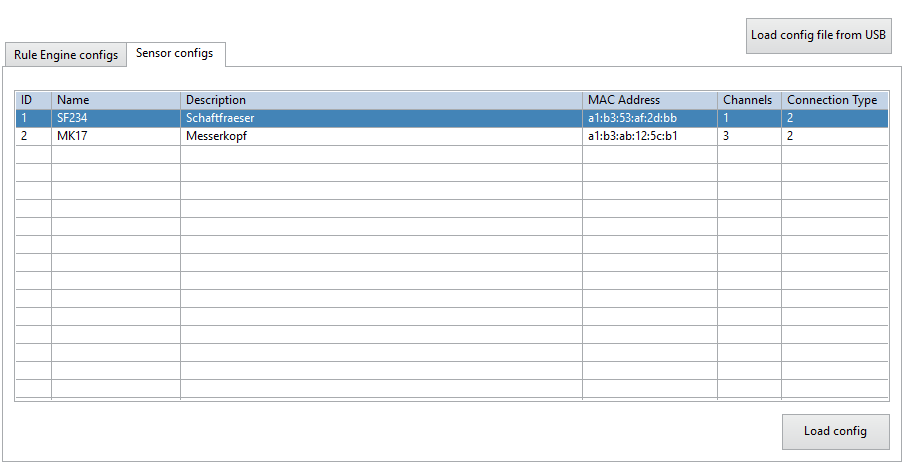 Load config file from USB
Rule Engine configs Sensor configs
ID Name Description MAC Address Channels Connection Type
1 SF234 Schaftfraeser a1:b3:53:af:2d:bb 1 2
2 MK17 Messerkopf a1:b3:ab:12:5c:b1 3 2
Load config